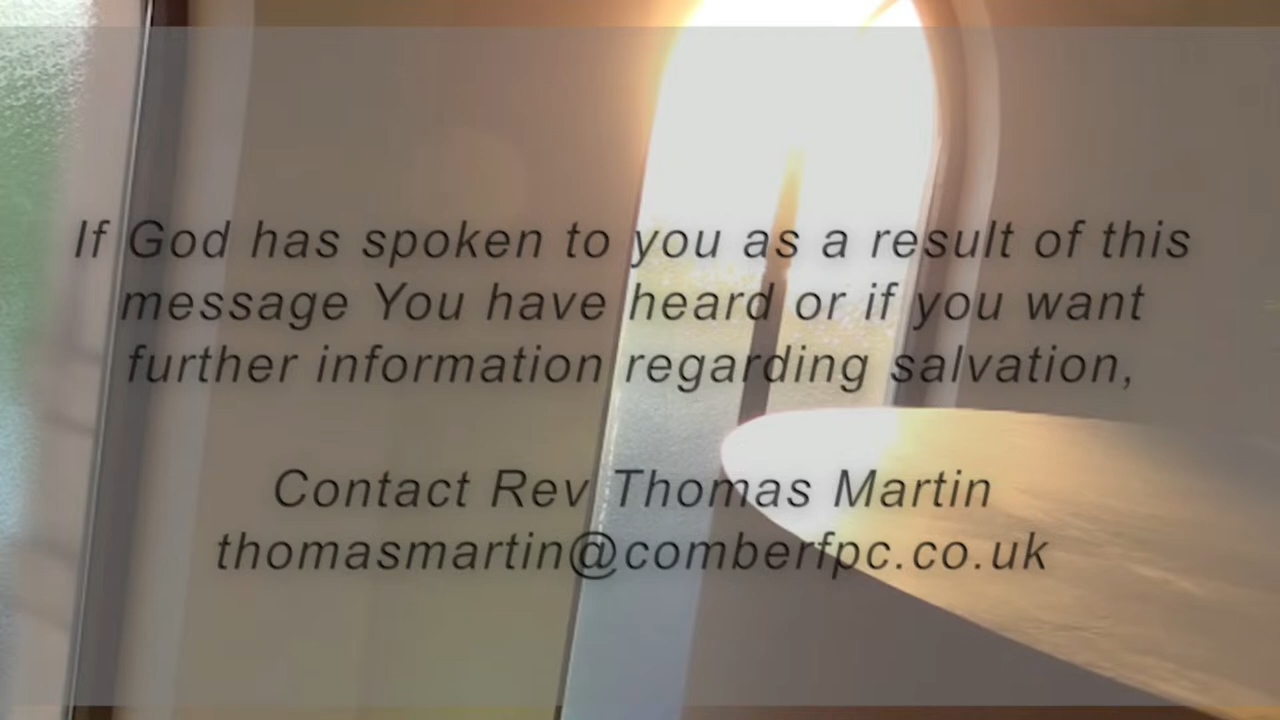 If God has spoken to you as a result of this
message You have heard or if you want
further information regarding salvation,
Contact Rev Thomas Martin
thomasmartin@comberfpc.co.uk